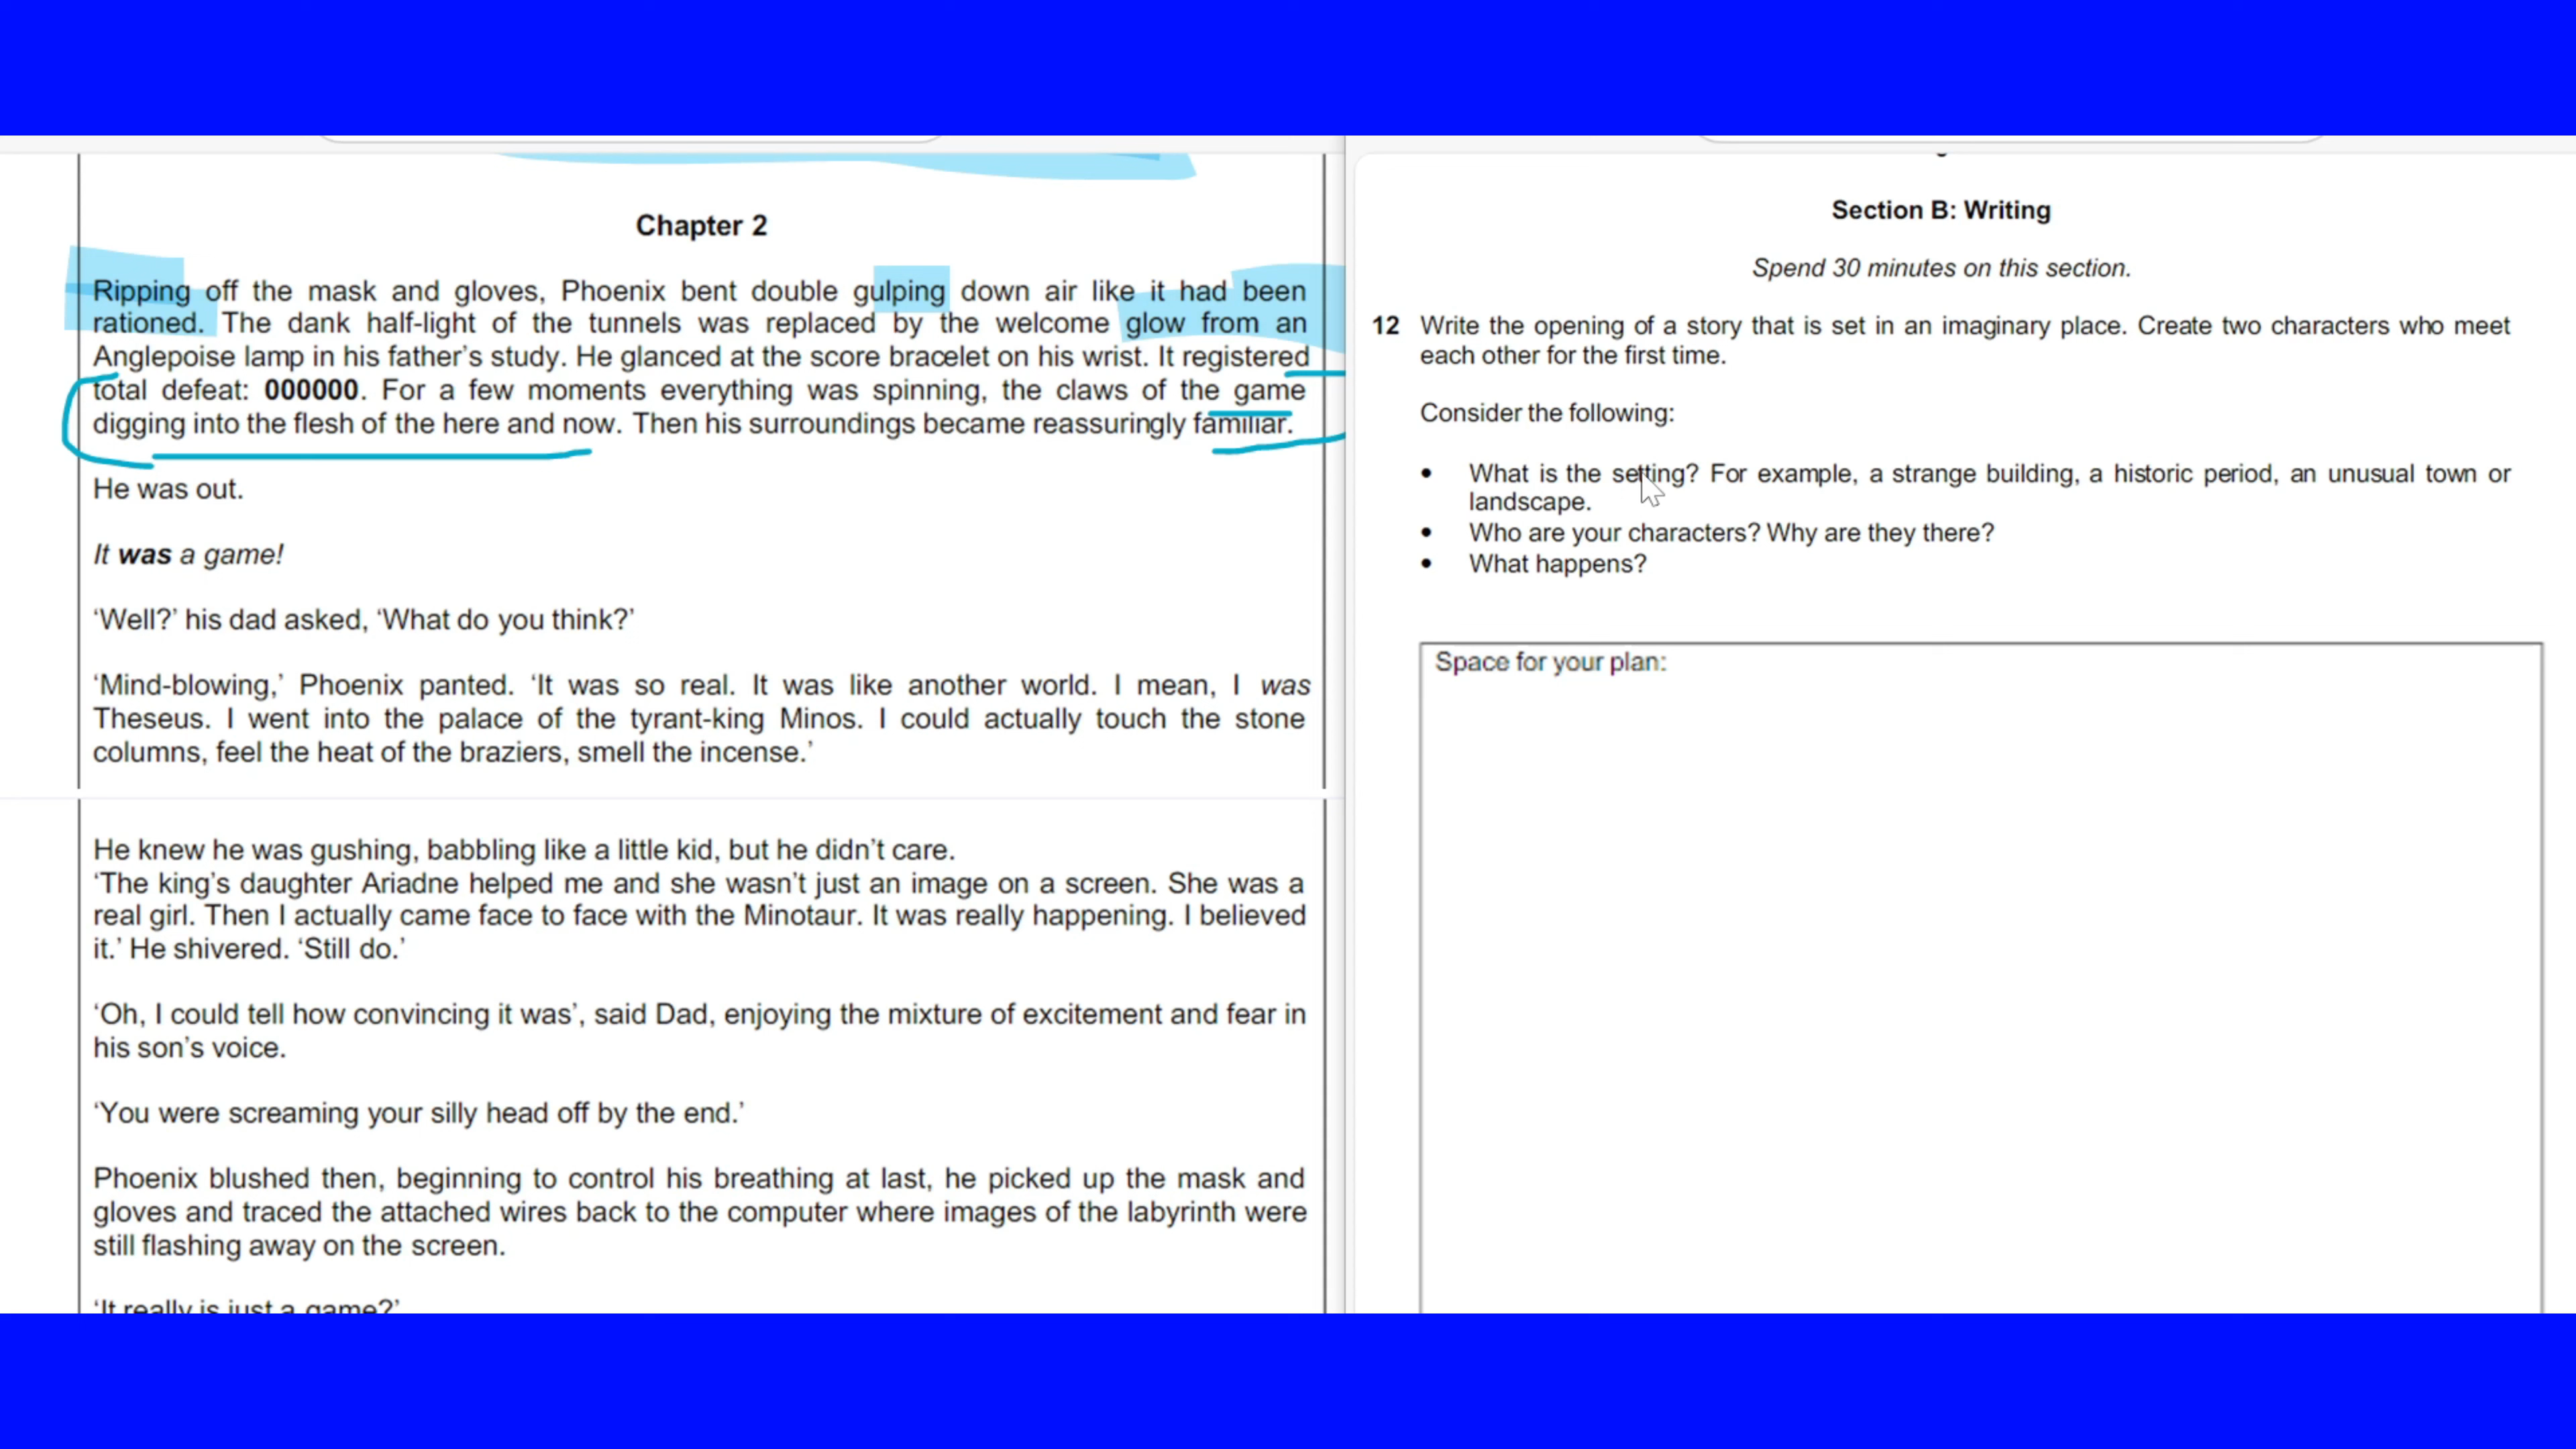 Chapter 2
Ripping off the mask and gloves, Phoenix bent double gulping down air like it had been
rationed. The dank half-light of the tunnels was replaced by the welcome glow from an
Anglepoise lamp in his father's study. He glanced at the score bracelet on his wrist. It registered
total defeat: 000000. For a few moments everything was spinning, the claws of the game
digging into the flesh of the here and now. Then his surroundings became reassuringly familiar.
He was out.
It was a game!
‘Well?’ his dad asked, ‘What do you think?’
‘Mind-blowing,’ Phoenix panted. ‘It was so real. It was like another world. I mean, I was
Theseus. I went into the palace of the tyrant-king Minos. I could actually touch the stone
columns, feel the heat of the braziers, smell the incense.’
He knew he was gushing, babbling like a little kid, but he didn’t care.
‘The king’s daughter Ariadne helped me and she wasn’t just an image on a screen. She was a
real girl. Then I actually came face to face with the Minotaur. It was really happening. I believed
it.’ He shivered. ‘Still do.’
‘Oh, I could tell how convincing it was’, said Dad, enjoying the mixture of excitement and fear in
his son’s voice.
‘You were screaming your silly head off by the end.’
Phoenix blushed then, beginning to control his breathing at last, he picked up the mask and
gloves and traced the attached wires back to the computer where images of the labyrinth were
still flashing away on the screen.
‘It really is just a game?’
Section B: Writing
Spend 30 minutes on this section.
12 Write the opening of a story that is set in an imaginary place. Create two characters who meet
each other for the first time.
Consider the following:
• What is the setting? For example, a strange building, a historic period, an unusual town or
landscape.
• Who are your characters? Why are they there?
• What happens?
Space for your plan: